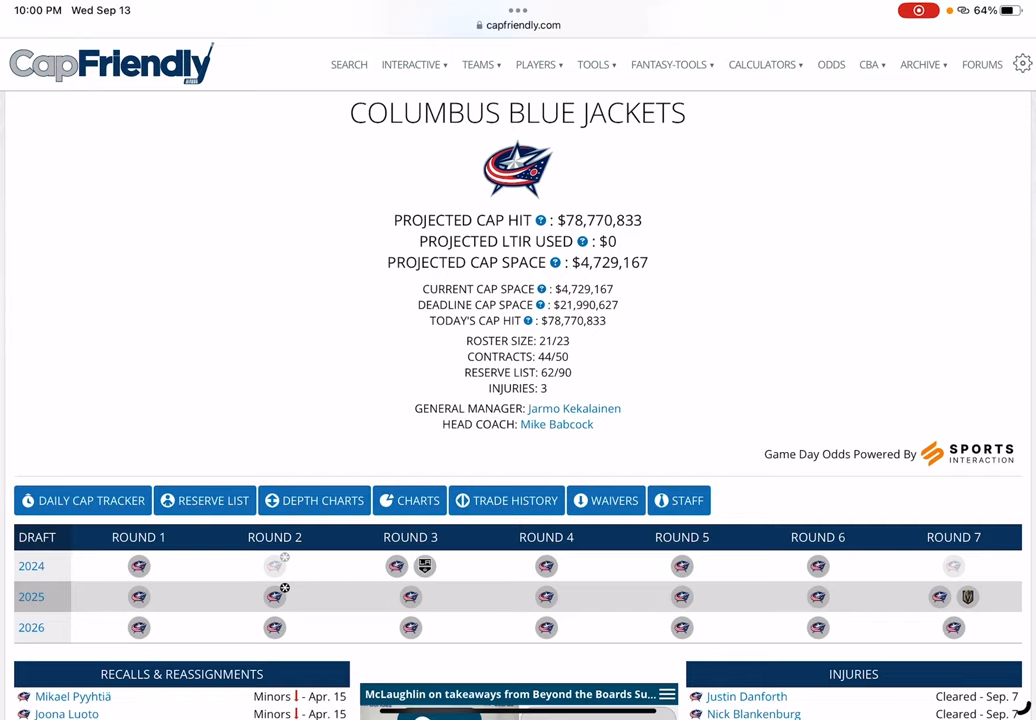 10:00 PM Wed Sep 13
64%
capfriendly.com
CapFriendly
SEARCH INTERACTIVE TEAMS PLAYERS TOOLS FANTASY-TOOLS CALCULATORS ODDS CBA ARCHIVE FORUMS
COLUMBUS BLUE JACKETS
PROJECTED CAP HIT ? : $78,770,833
PROJECTED LTIR USED ? : $0
PROJECTED CAP SPACE ? : $4,729,167
CURRENT CAP SPACE ? : $4,729,167
DEADLINE CAP SPACE ? : $21,990,627
TODAY'S CAP HIT ? : $78,770,833
ROSTER SIZE: 21/23
CONTRACTS: 44/50
RESERVE LIST: 62/90
INJURIES: 3
GENERAL MANAGER: Jarmo Kekalainen
HEAD COACH: Mike Babcock
Game Day Odds Powered By SPORTS INTERACTION
DAILY CAP TRACKER RESERVE LIST DEPTH CHARTS CHARTS TRADE HISTORY WAIVERS STAFF
DRAFT ROUND 1 ROUND 2 ROUND 3 ROUND 4 ROUND 5 ROUND 6 ROUND 7
2024
2025
2026
RECALLS & REASSIGNMENTS
Mikael Pyyhtiä Minors - Apr. 15
Joona Luoto Minors - Apr. 15
McLaughlin on takeaways from Beyond the Boards Su...
INJURIES
Justin Danforth Cleared - Sep. 7
Nick Blankenburg Cleared - Sep. 7